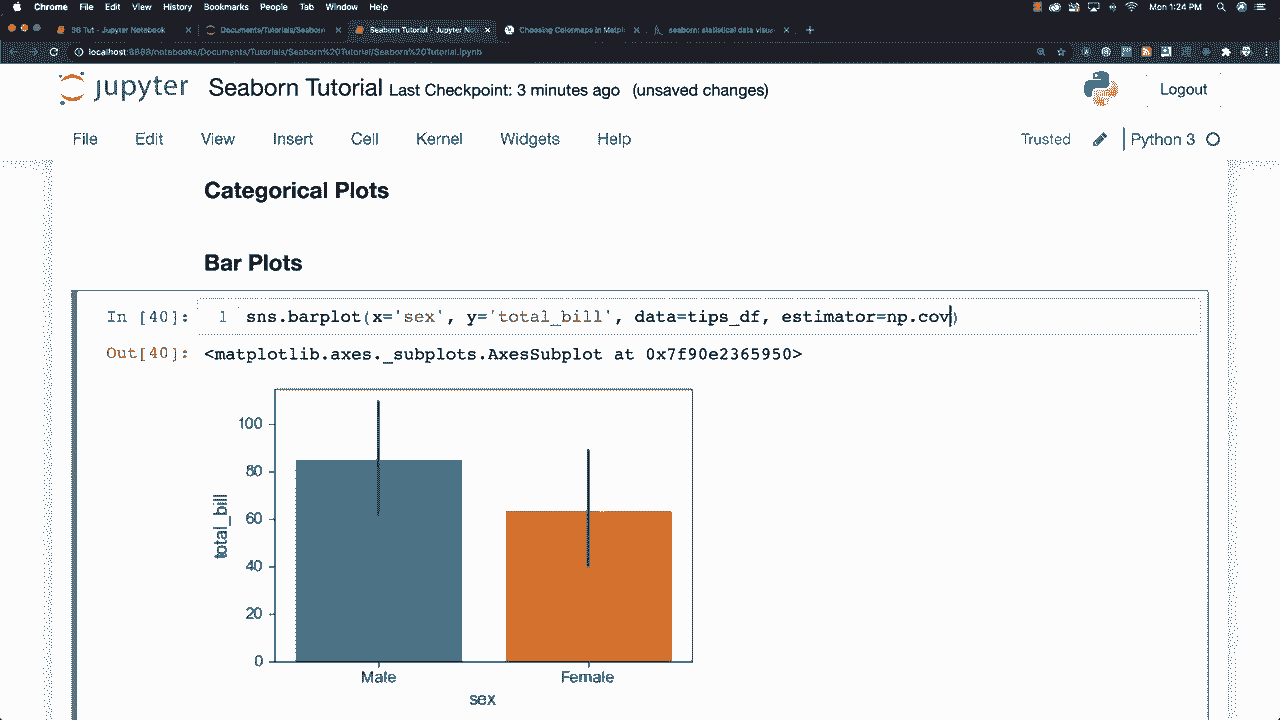 Chrome File Edit View History Bookmarks People Tab Window Help Mon 1:24 PM
SB Tut - Jupyter Notebook Documents/Tutorials/Seaborn Seaborn Tutorial - Jupyter Not Choosing Colormaps in Matpl seaborn: statistical data visua
localhost:8888/notebooks/Documents/Tutorials/Seaborn%20Tutorial/Seaborn%20Tutorial.ipynb
jupyter Seaborn Tutorial Last Checkpoint: 3 minutes ago (unsaved changes) Logout
File Edit View Insert Cell Kernel Widgets Help Trusted Python 3
Categorical Plots
Bar Plots
In [40]: 1 sns.barplot(x='sex', y='total_bill', data=tips_df, estimator=np.cov)
Out[40]: <matplotlib.axes._subplots.AxesSubplot at 0x7f90e2365950>
100
80
60
40
20
0
total_bill
Male Female
sex